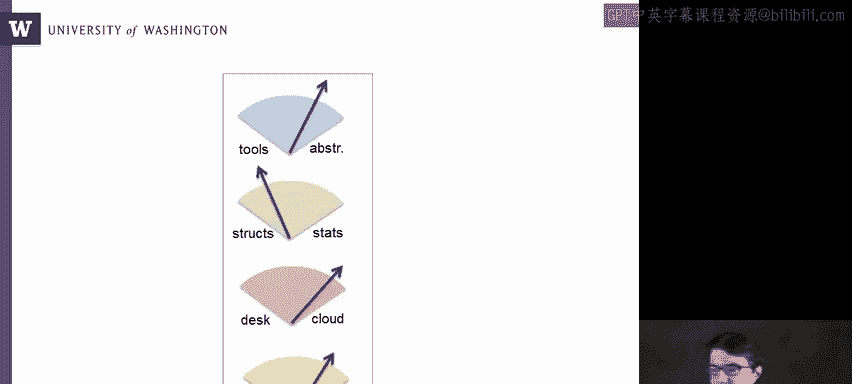 W UNIVERSITY of WASHINGTON
GPT中英字幕课程资源@bilibili.com
tools abstr.
structs stats
desk cloud